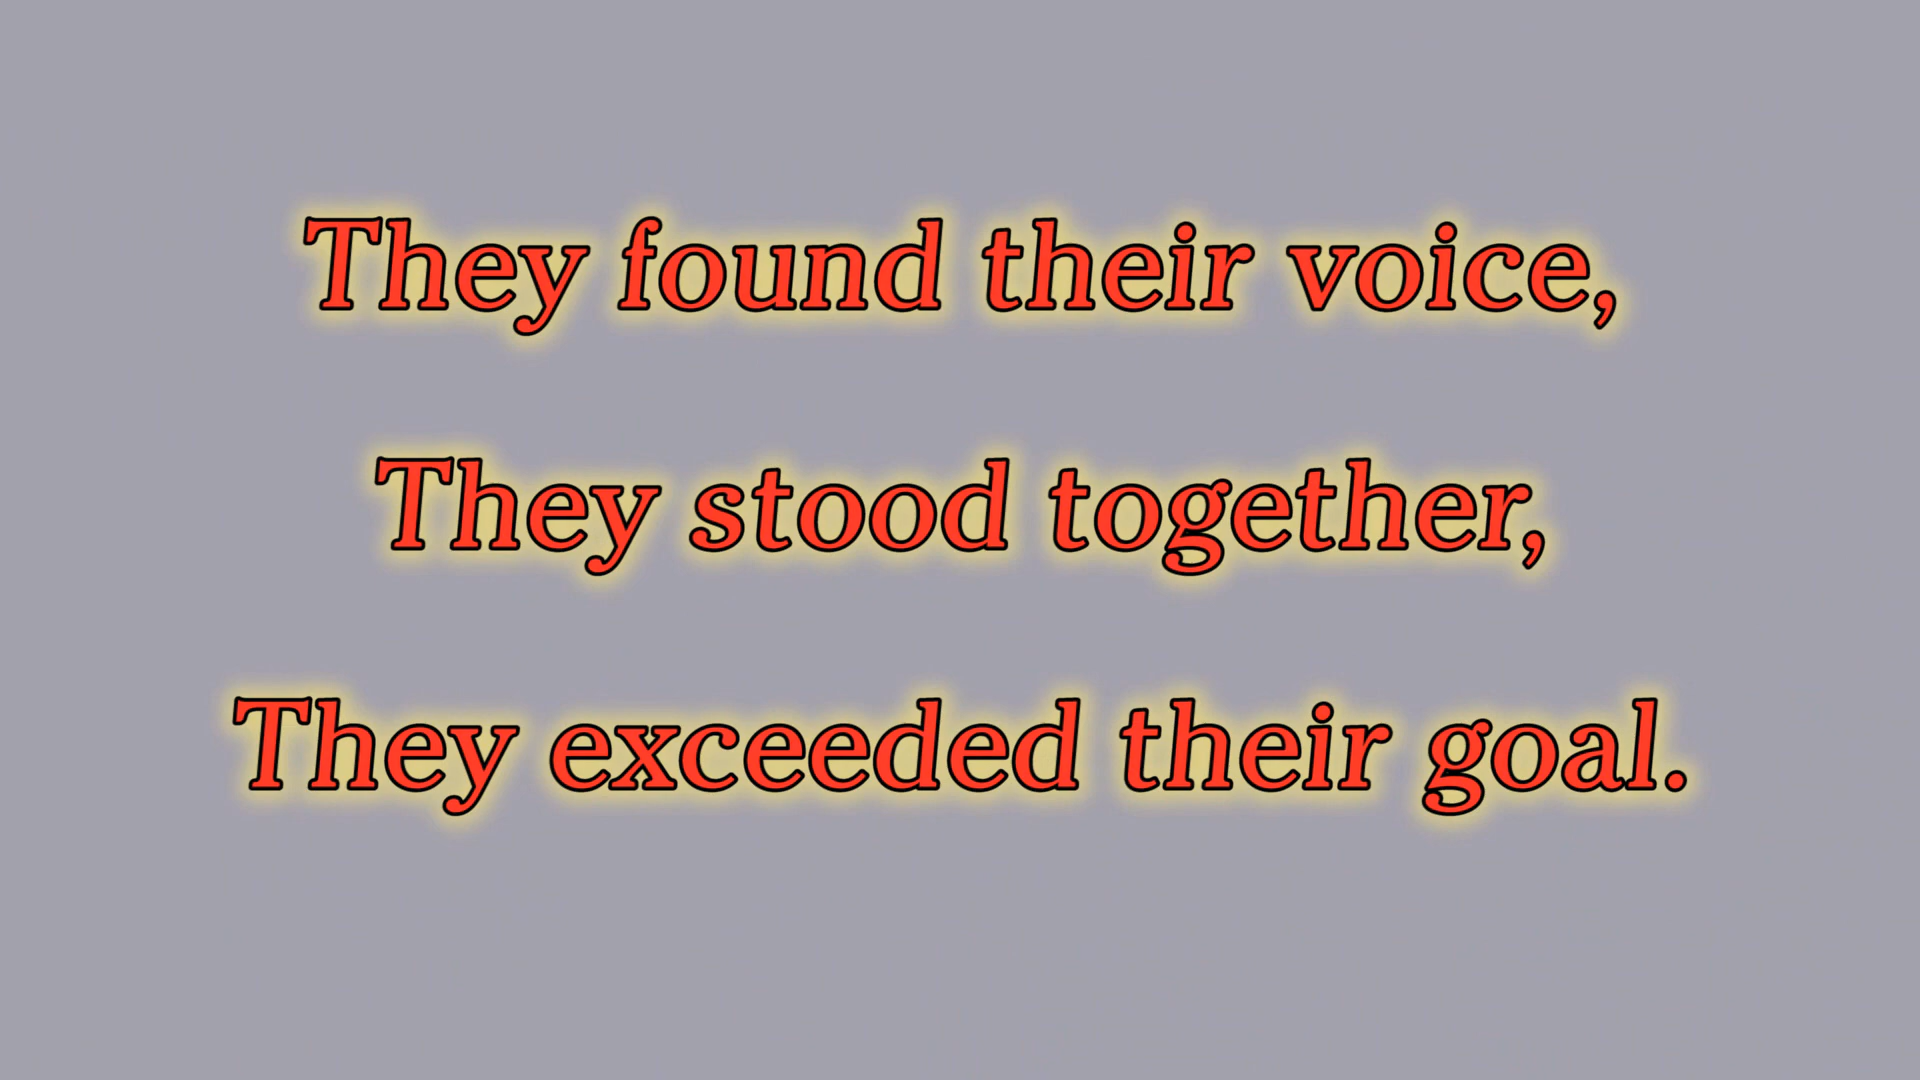 They found their voice,
They stood together,
They exceeded their goal.